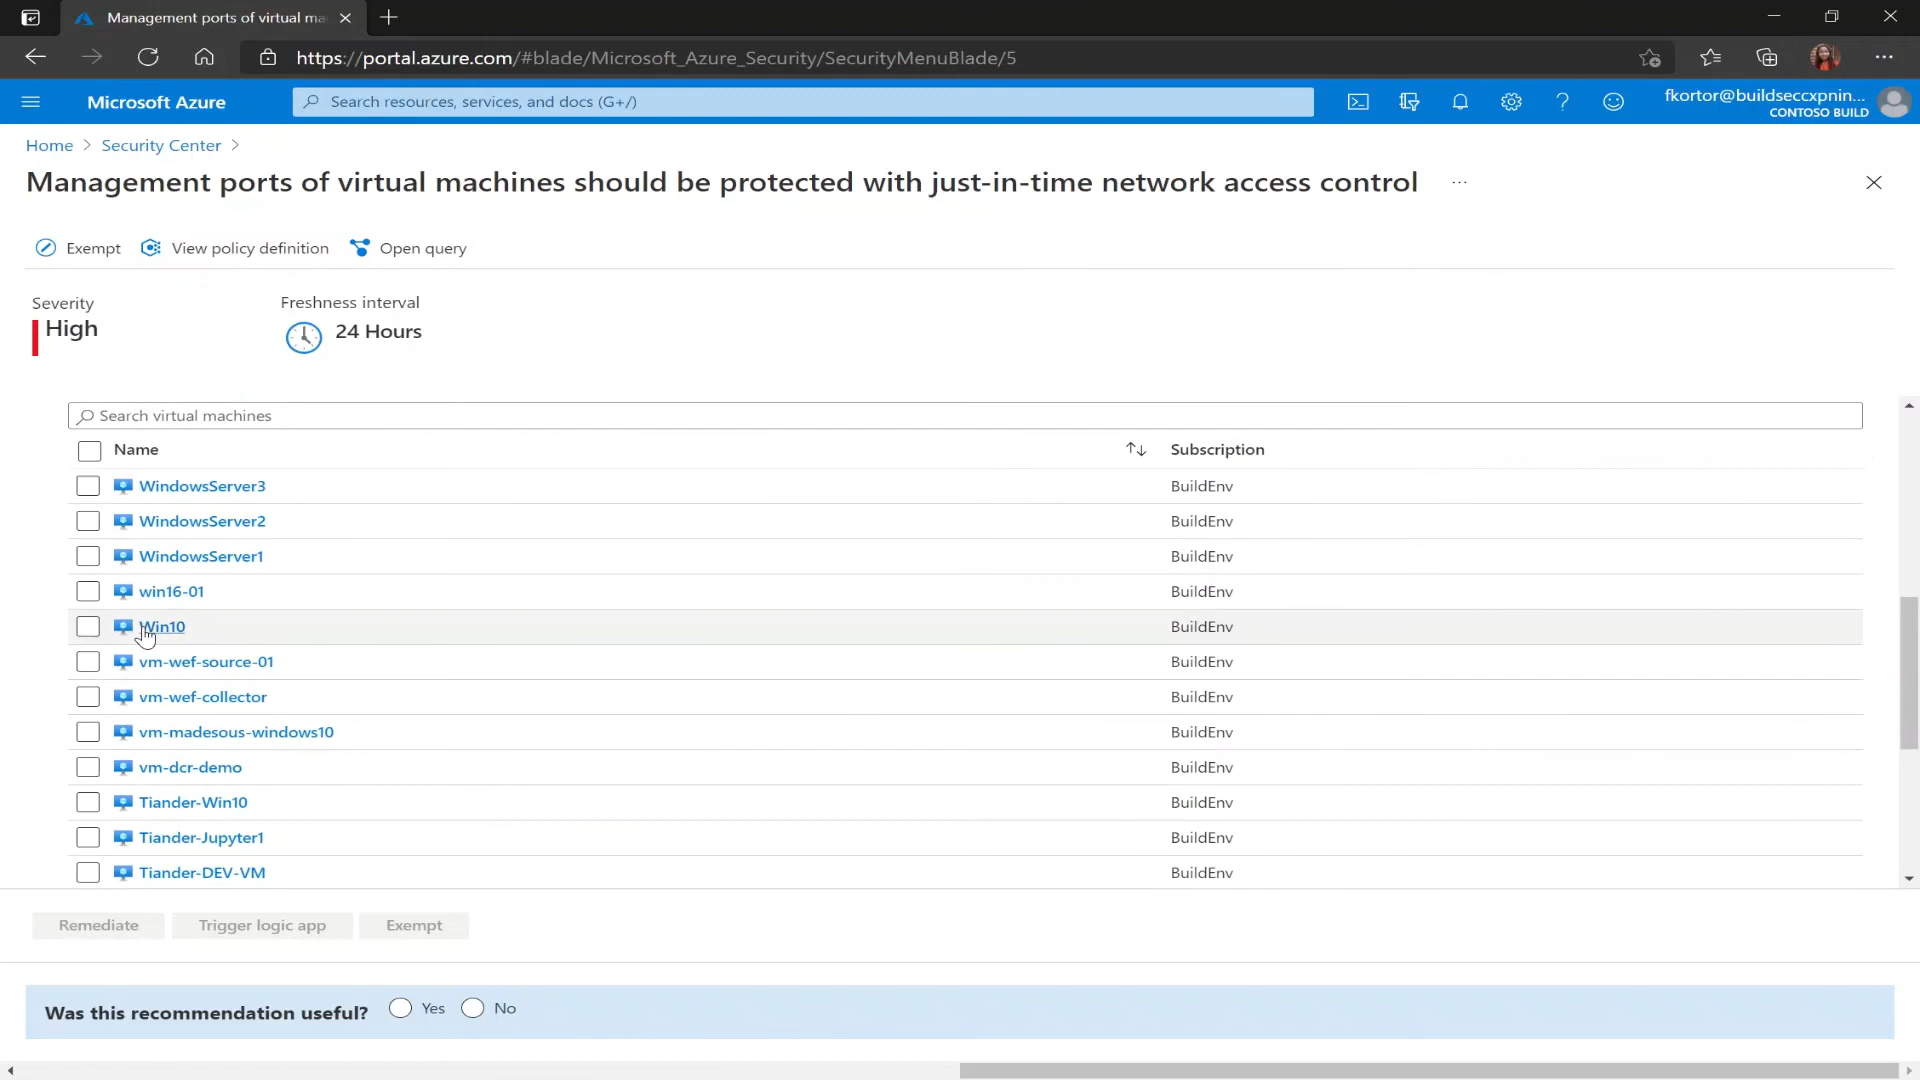 Management ports of virtual ma
https://portal.azure.com/#blade/Microsoft_Azure_Security/SecurityMenuBlade/5
Microsoft Azure
Search resources, services, and docs (G+/)
fkortor@buildseccxpnin...
CONTOSO BUILD
Home > Security Center >
Management ports of virtual machines should be protected with just-in-time network access control ...
Exempt View policy definition Open query
Severity
High
Freshness interval
24 Hours
Search virtual machines
Name Subscription
WindowsServer3 BuildEnv
WindowsServer2 BuildEnv
WindowsServer1 BuildEnv
win16-01 BuildEnv
Win10 BuildEnv
vm-wef-source-01 BuildEnv
vm-wef-collector BuildEnv
vm-madesous-windows10 BuildEnv
vm-dcr-demo BuildEnv
Tiander-Win10 BuildEnv
Tiander-Jupyter1 BuildEnv
Tiander-DEV-VM BuildEnv
Remediate Trigger logic app Exempt
Was this recommendation useful? Yes No